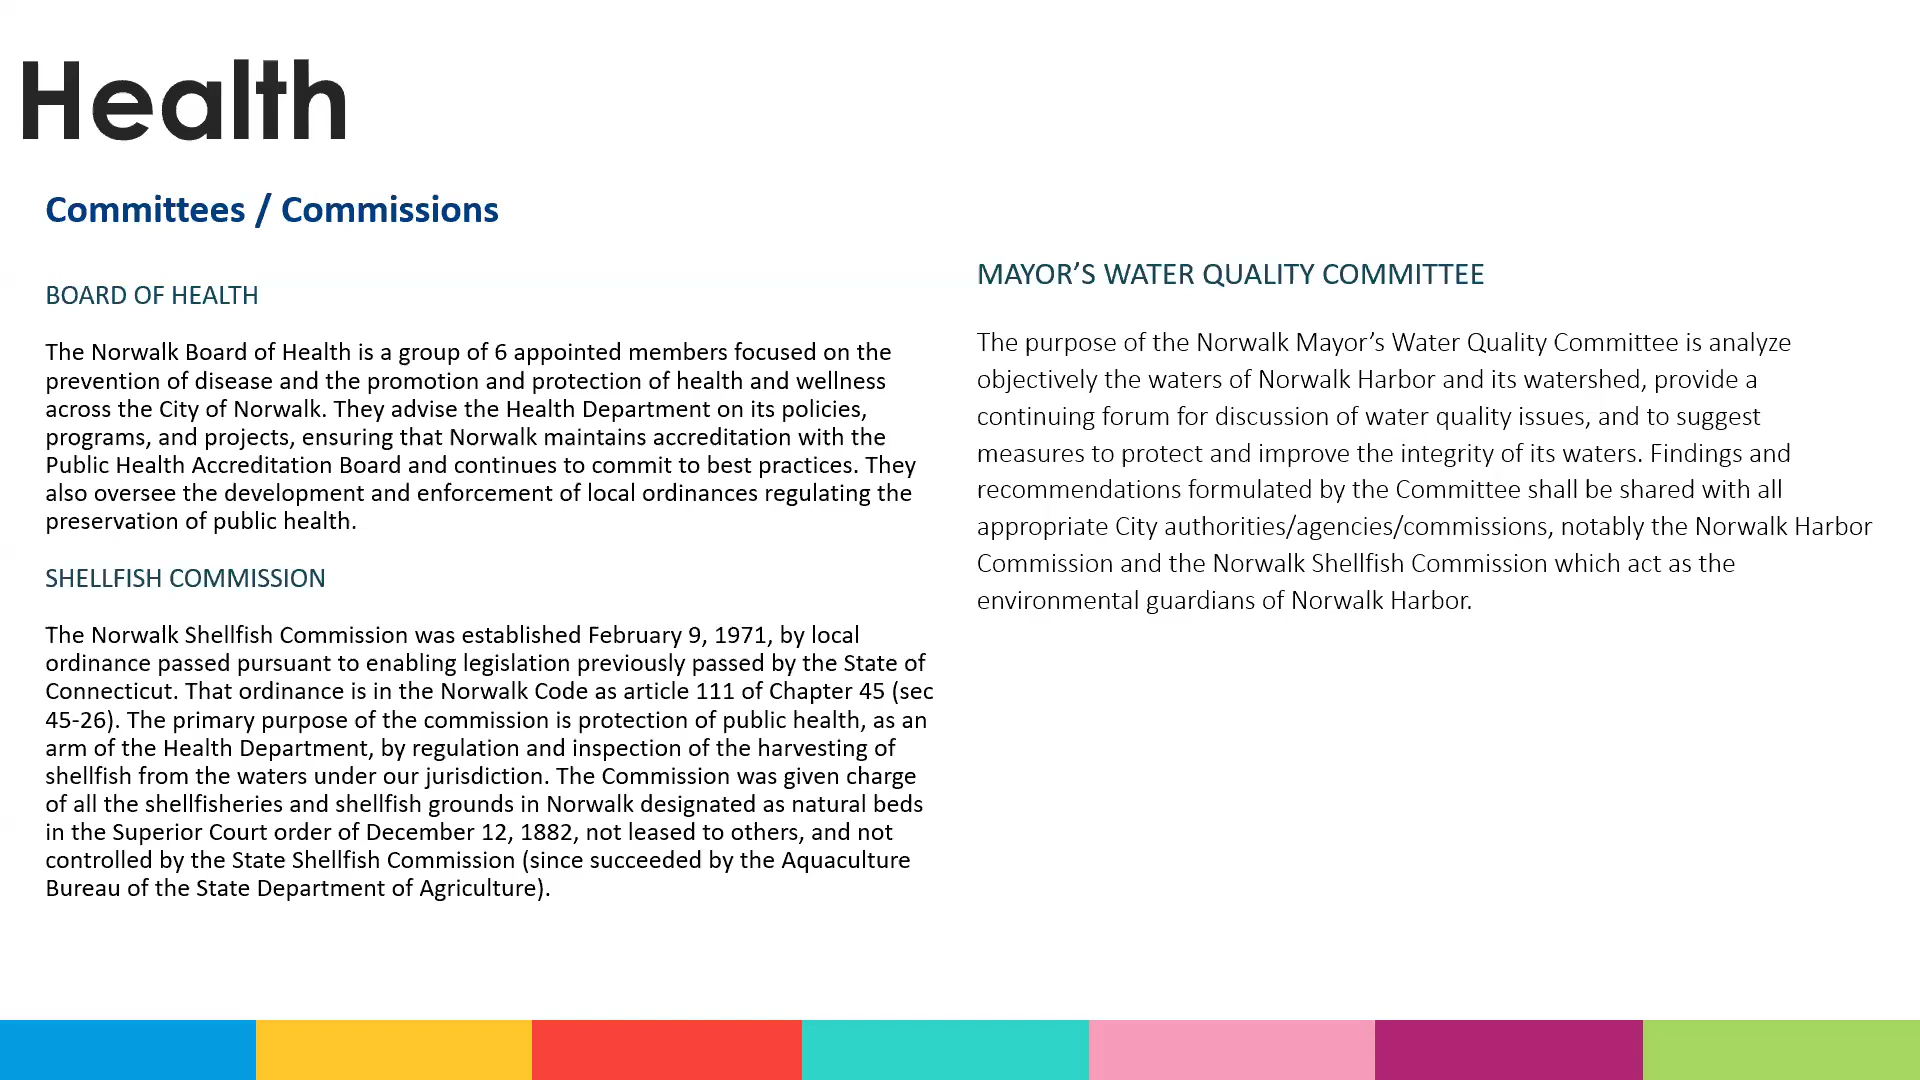 Health
Committees / Commissions
BOARD OF HEALTH
The Norwalk Board of Health is a group of 6 appointed members focused on the
prevention of disease and the promotion and protection of health and wellness
across the City of Norwalk. They advise the Health Department on its policies,
programs, and projects, ensuring that Norwalk maintains accreditation with the
Public Health Accreditation Board and continues to commit to best practices. They
also oversee the development and enforcement of local ordinances regulating the
preservation of public health.
SHELLFISH COMMISSION
The Norwalk Shellfish Commission was established February 9, 1971, by local
ordinance passed pursuant to enabling legislation previously passed by the State of
Connecticut. That ordinance is in the Norwalk Code as article 111 of Chapter 45 (sec
45-26). The primary purpose of the commission is protection of public health, as an
arm of the Health Department, by regulation and inspection of the harvesting of
shellfish from the waters under our jurisdiction. The Commission was given charge
of all the shellfisheries and shellfish grounds in Norwalk designated as natural beds
in the Superior Court order of December 12, 1882, not leased to others, and not
controlled by the State Shellfish Commission (since succeeded by the Aquaculture
Bureau of the State Department of Agriculture).
MAYOR’S WATER QUALITY COMMITTEE
The purpose of the Norwalk Mayor’s Water Quality Committee is analyze
objectively the waters of Norwalk Harbor and its watershed, provide a
continuing forum for discussion of water quality issues, and to suggest
measures to protect and improve the integrity of its waters. Findings and
recommendations formulated by the Committee shall be shared with all
appropriate City authorities/agencies/commissions, notably the Norwalk Harbor
Commission and the Norwalk Shellfish Commission which act as the
environmental guardians of Norwalk Harbor.